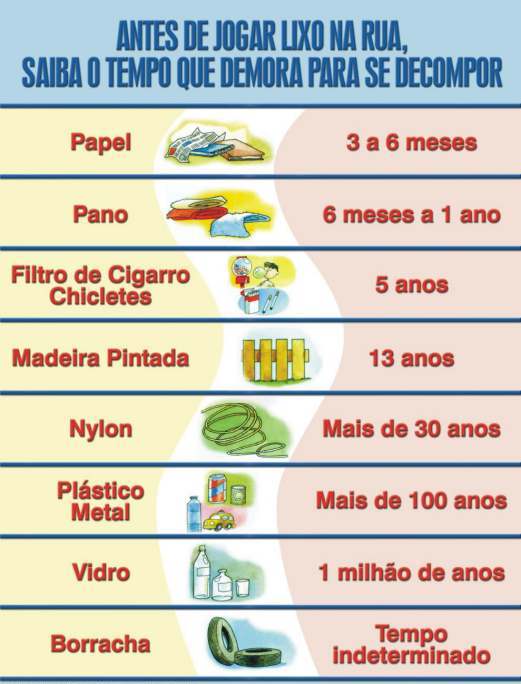 ANTES DE JOGAR LIXO NA RUA,
SAIBA O TEMPO QUE DEMORA PARA SE DECOMPOR
Papel
3 a 6 meses
Pano
6 meses a 1 ano
Filtro de Cigarro
Chicletes
5 anos
Madeira Pintada
13 anos
Nylon
Mais de 30 anos
Plástico
Metal
Mais de 100 anos
Vidro
1 milhão de anos
Borracha
Tempo
indeterminado